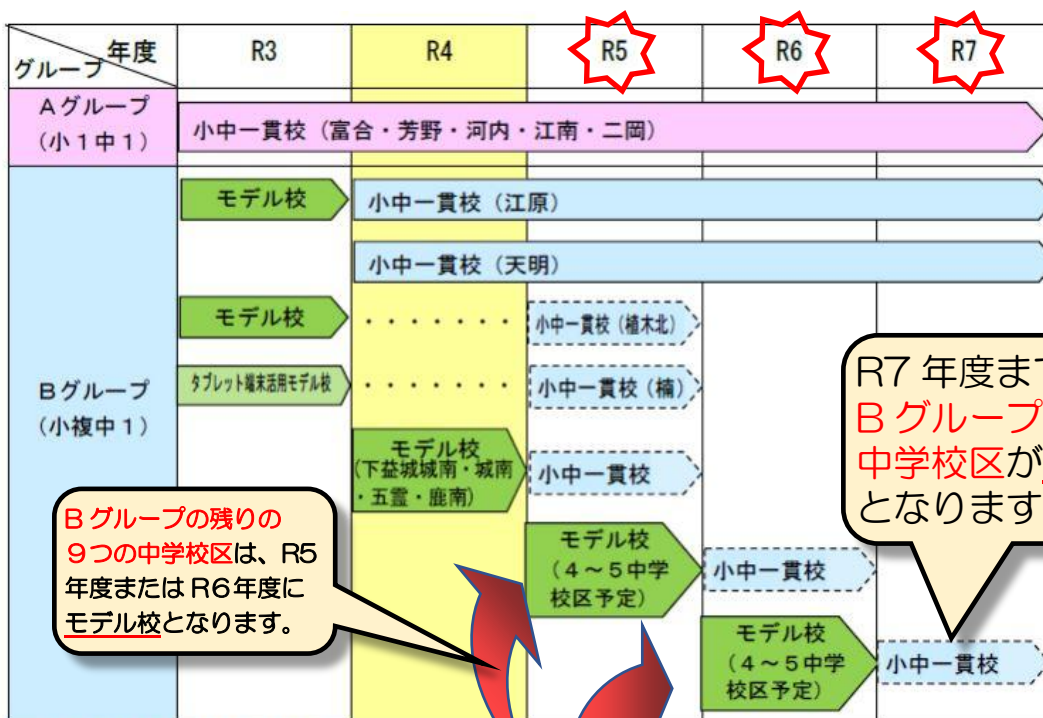 年度
グループ
R3
R4
R5
R6
R7
Aグループ
(小1中1)
小中一貫校（富合・芳野・河内・江南・二岡）
Bグループ
(小複中1)
モデル校
小中一貫校（江原）
小中一貫校（天明）
モデル校
・・・・・・・
小中一貫校（植木北）
タブレット端末活用モデル校
・・・・・・・
小中一貫校（楠）
モデル校
(下益城城南・城南
・五霊・鹿南)
小中一貫校
モデル校
(4～5中学
校区予定)
小中一貫校
モデル校
(4～5中学
校区予定)
小中一貫校
Bグループの残りの
9つの中学校区は、R5
年度またはR6年度に
モデル校となります。
R7年度まで
Bグループ
中学校区が
となります